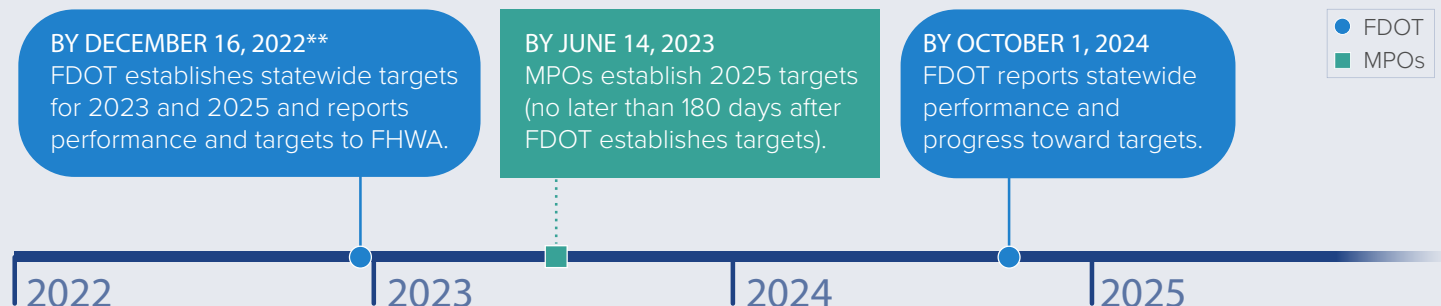 BY DECEMBER 16, 2022**
FDOT establishes statewide targets
for 2023 and 2025 and reports
performance and targets to FHWA.
BY JUNE 14, 2023
MPOs establish 2025 targets
(no later than 180 days after
FDOT establishes targets).
BY OCTOBER 1, 2024
FDOT reports statewide
performance and
progress toward targets.
FDOT
MPOs
2022
2023
2024
2025